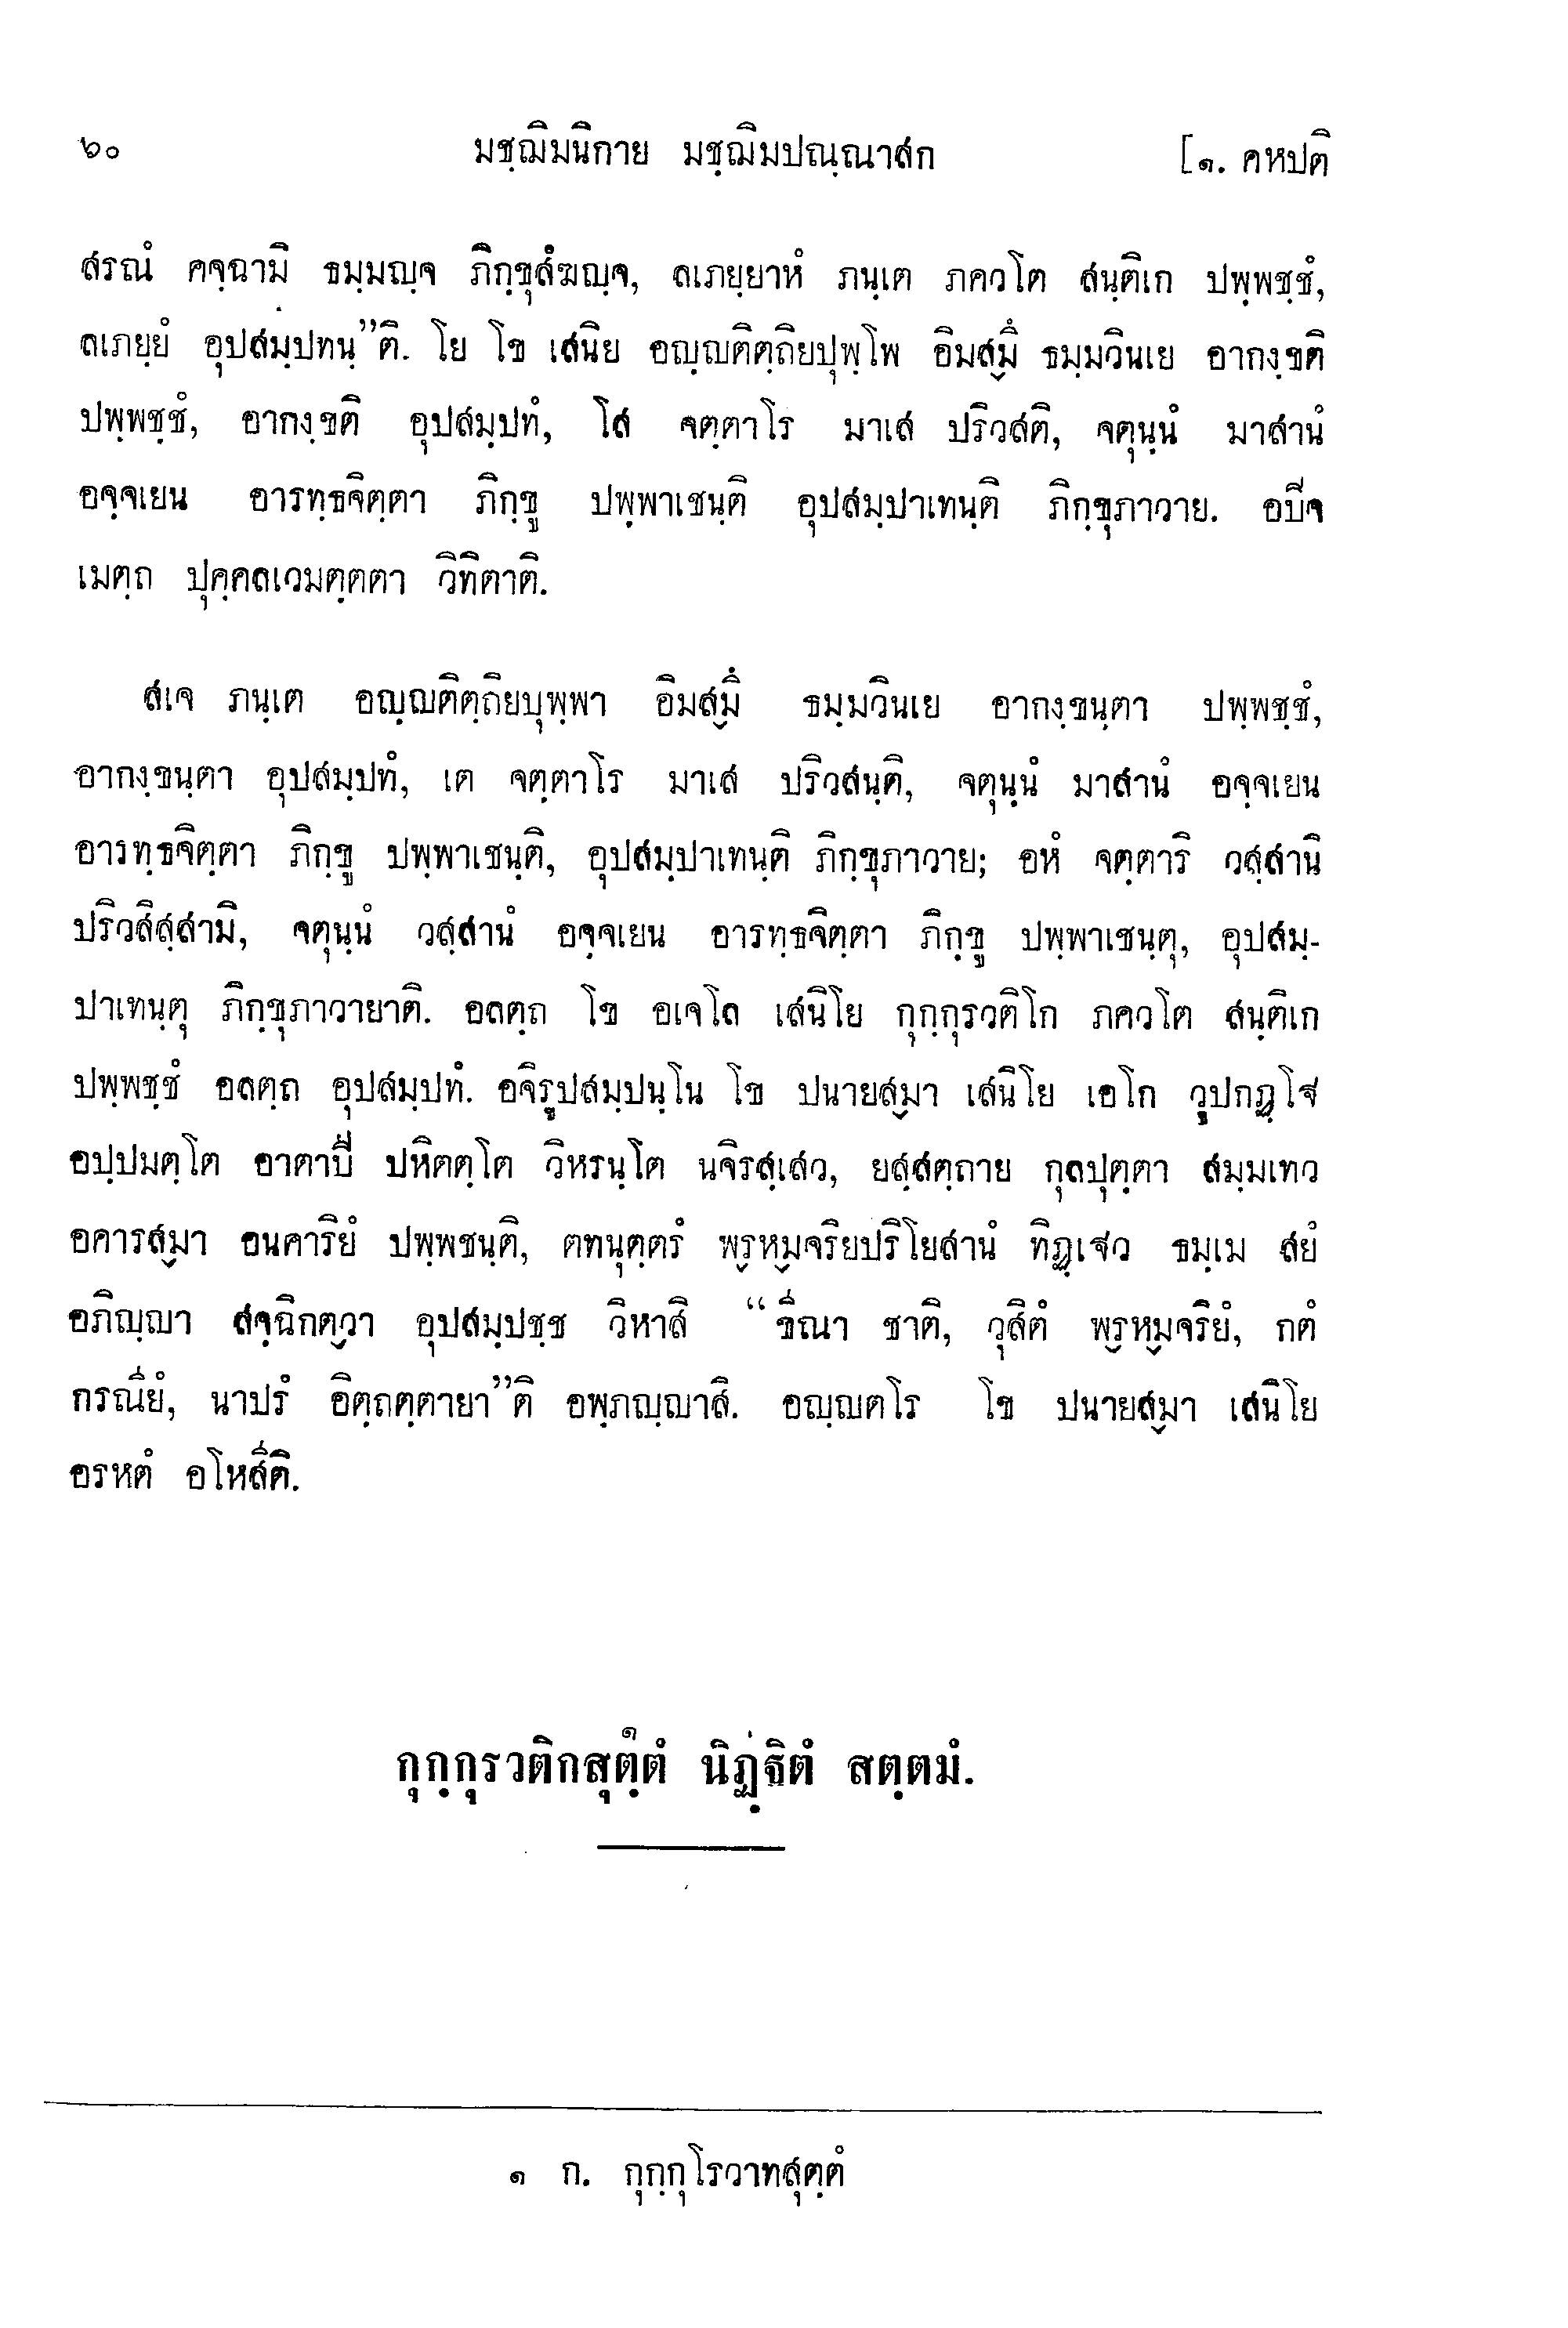 ๖๐ มชฺฌิมนิกาย มชฺฌิมปณฺณาสก [๑. คหปติ
สรณํ คจฺฉามิ ธมฺมญฺจ ภิกฺขุสํฆญฺจ, ลเภยฺยาหํ ภนฺเต ภควโต สนฺติเก ปพฺพชฺชํ,
ลเภยฺยํ อุปสมฺปทนฺ”ติ. โย โข เสนิย อญฺญติตฺถิยปุพฺโพ อิมสฺมึ ธมฺมวินเย อากงฺขติ
ปพฺพชฺชํ, อากงฺขติ อุปสมฺปทํ, โส จตฺตาโร มาเส ปริวสติ, จตุนฺนํ มาสานํ
อจฺจเยน อารทฺธจิตฺตา ภิกฺขู ปพฺพาเชนฺติ อุปสมฺปาเทนฺติ ภิกฺขุภาวาย. อปิจ
เมตฺถ ปุคฺคลเวมตฺตตา วิทิตาติ.
สเจ ภนฺเต อญฺญติตฺถิยปุพฺพา อิมสฺมึ ธมฺมวินเย อากงฺขนฺตา ปพฺพชฺชํ,
อากงฺขนฺตา อุปสมฺปทํ, เต จตฺตาโร มาเส ปริวสนฺติ, จตุนฺนํ มาสานํ อจฺจเยน
อารทฺธจิตฺตา ภิกฺขู ปพฺพาเชนฺติ, อุปสมฺปาเทนฺติ ภิกฺขุภาวาย; อหํ จตฺตาริ วสฺสานิ
ปริวสิสฺสามิ, จตุนฺนํ วสฺสานํ อจฺจเยน อารทฺธจิตฺตา ภิกฺขู ปพฺพาเชนฺตุ, อุปสมฺ-
ปาเทนฺตุ ภิกฺขุภาวายาติ. อลตฺถ โข อเจโล เสนิโย กุกฺกุรวติโก ภควโต สนฺติเก
ปพฺพชฺชํ อลตฺถ อุปสมฺปทํ. อจิรูปสมฺปนฺโน โข ปนายสฺมา เสนิโย เอโก วูปกฏฺโฐ
อปฺปมตฺโต อาตาปี ปหิตตฺโต วิหรนฺโต นจิรสฺเสว, ยสฺสตฺถาย กุลปุตฺตา สมฺมเทว
อคารสฺมา อนคาริยํ ปพฺพชนฺติ, ตทนุตฺตรํ พฺรหฺมจริยปริโยสานํ ทิฏฺเฐว ธมฺเม สยํ
อภิญฺญา สจฺฉิกตฺวา อุปสมฺปชฺช วิหาสิ “ขีณา ชาติ, วุสิตํ พฺรหฺมจริยํ, กตํ
กรณียํ, นาปรํ อิตฺถตฺตายา”ติ อพฺภญฺญาสิ. อญฺญตโร โข ปนายสฺมา เสนิโย
อรหตํ อโหสีติ.
กุกฺกุรวติกสุตฺตํ๑ นิฏฺฐิตํ สตฺตมํ.
๑ ก. กุกฺกุโรวาทสุตฺตํ